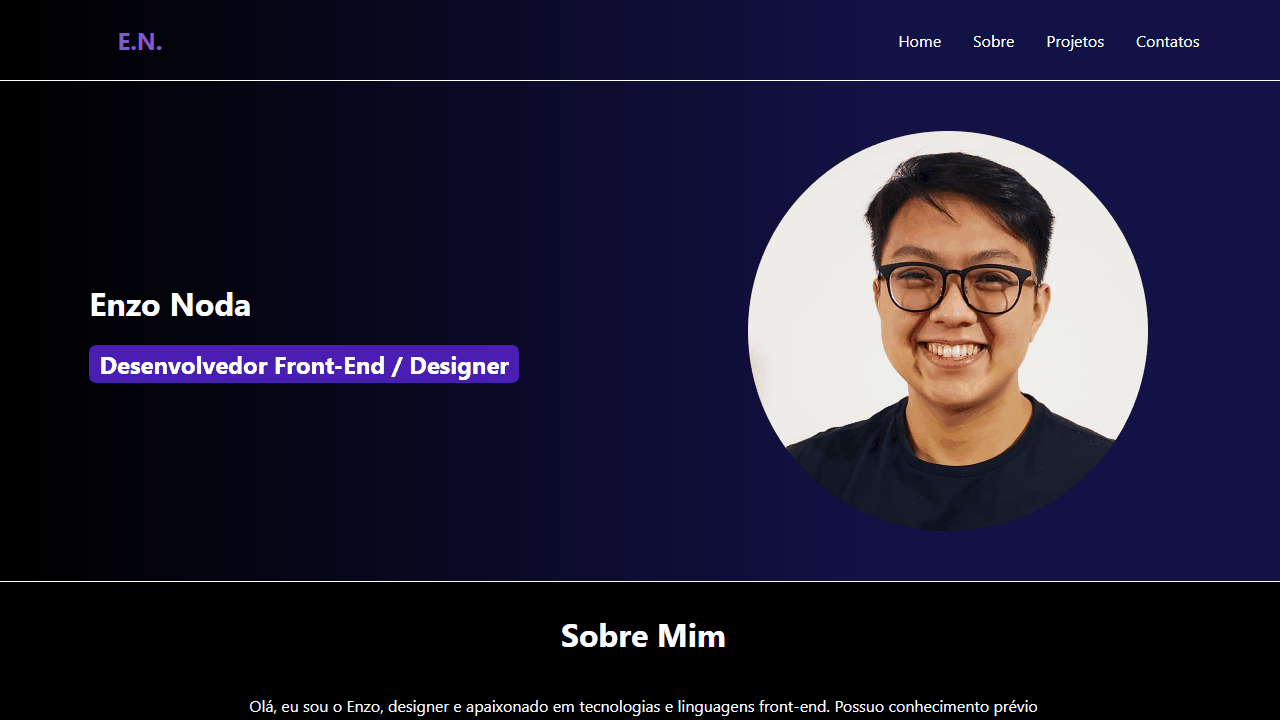 E.N.
Home Sobre Projetos Contatos
Enzo Noda
Desenvolvedor Front-End / Designer
Sobre Mim
Olá, eu sou o Enzo, designer e apaixonado em tecnologias e linguagens front-end. Possuo conhecimento prévio